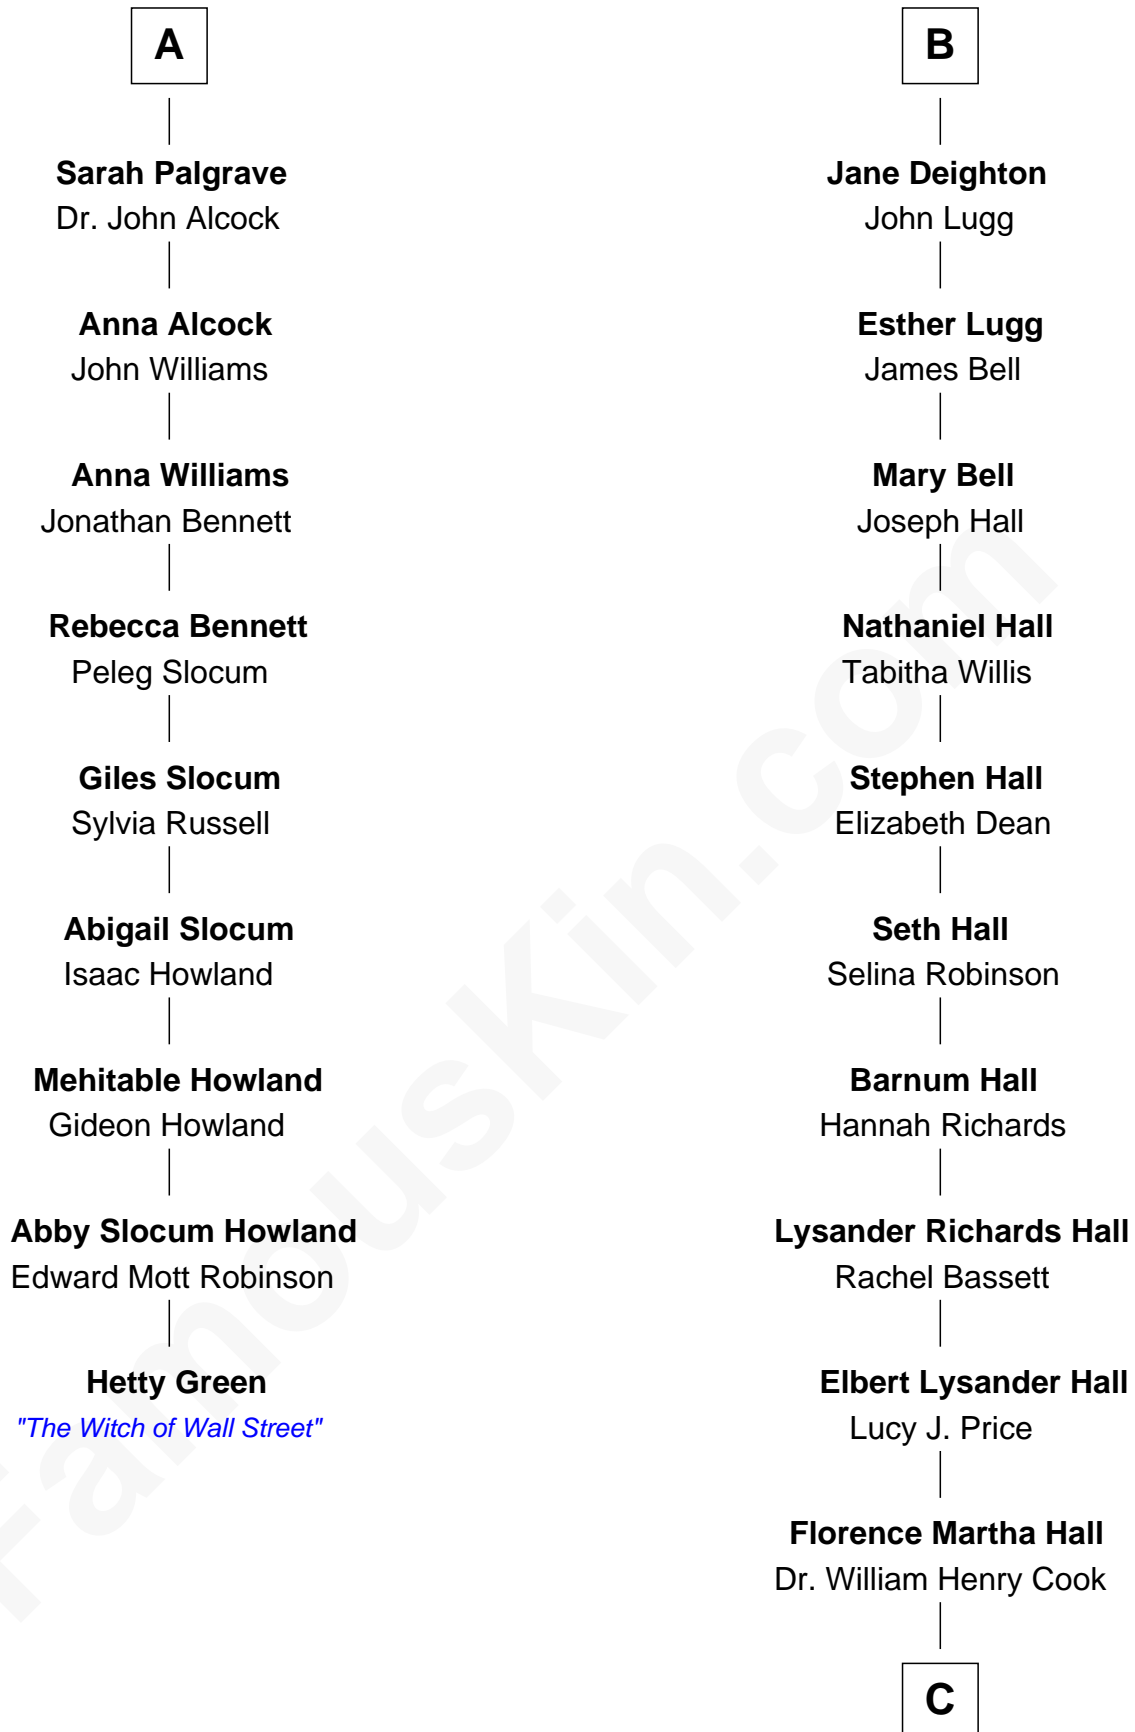 A
Sarah Palgrave
Dr. John Alcock
Anna Alcock
John Williams
Anna Williams
Jonathan Bennett
Rebecca Bennett
Peleg Slocum
Giles Slocum
Sylvia Russell
Abigail Slocum
Isaac Howland
Mehitable Howland
Gideon Howland
Abby Slocum Howland
Edward Mott Robinson
Hetty Green
"The Witch of Wall Street"
B
Jane Deighton
John Lugg
Esther Lugg
James Bell
Mary Bell
Joseph Hall
Nathaniel Hall
Tabitha Willis
Stephen Hall
Elizabeth Dean
Seth Hall
Selina Robinson
Barnum Hall
Hannah Richards
Lysander Richards Hall
Rachel Bassett
Elbert Lysander Hall
Lucy J. Price
Florence Martha Hall
Dr. William Henry Cook
C
FamousKin.com